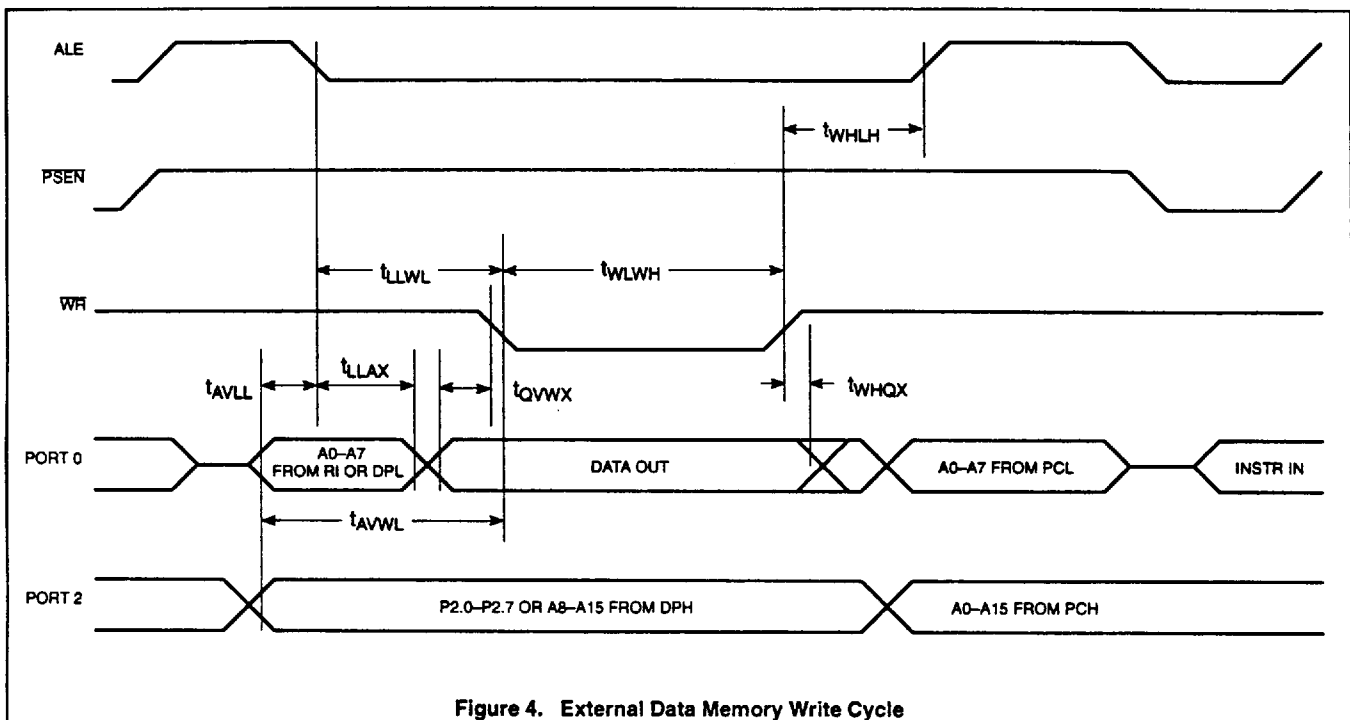 ALE
tWHLH
PSEN
tLLWL
tWLWH
WR
tAVLL
tLLAX
tQVWX
tWHQX
PORT 0
A0–A7
FROM RI OR DPL
DATA OUT
A0–A7 FROM PCL
INSTR IN
tAVWL
PORT 2
P2.0–P2.7 OR A8–A15 FROM DPH
A0–A15 FROM PCH
Figure 4. External Data Memory Write Cycle